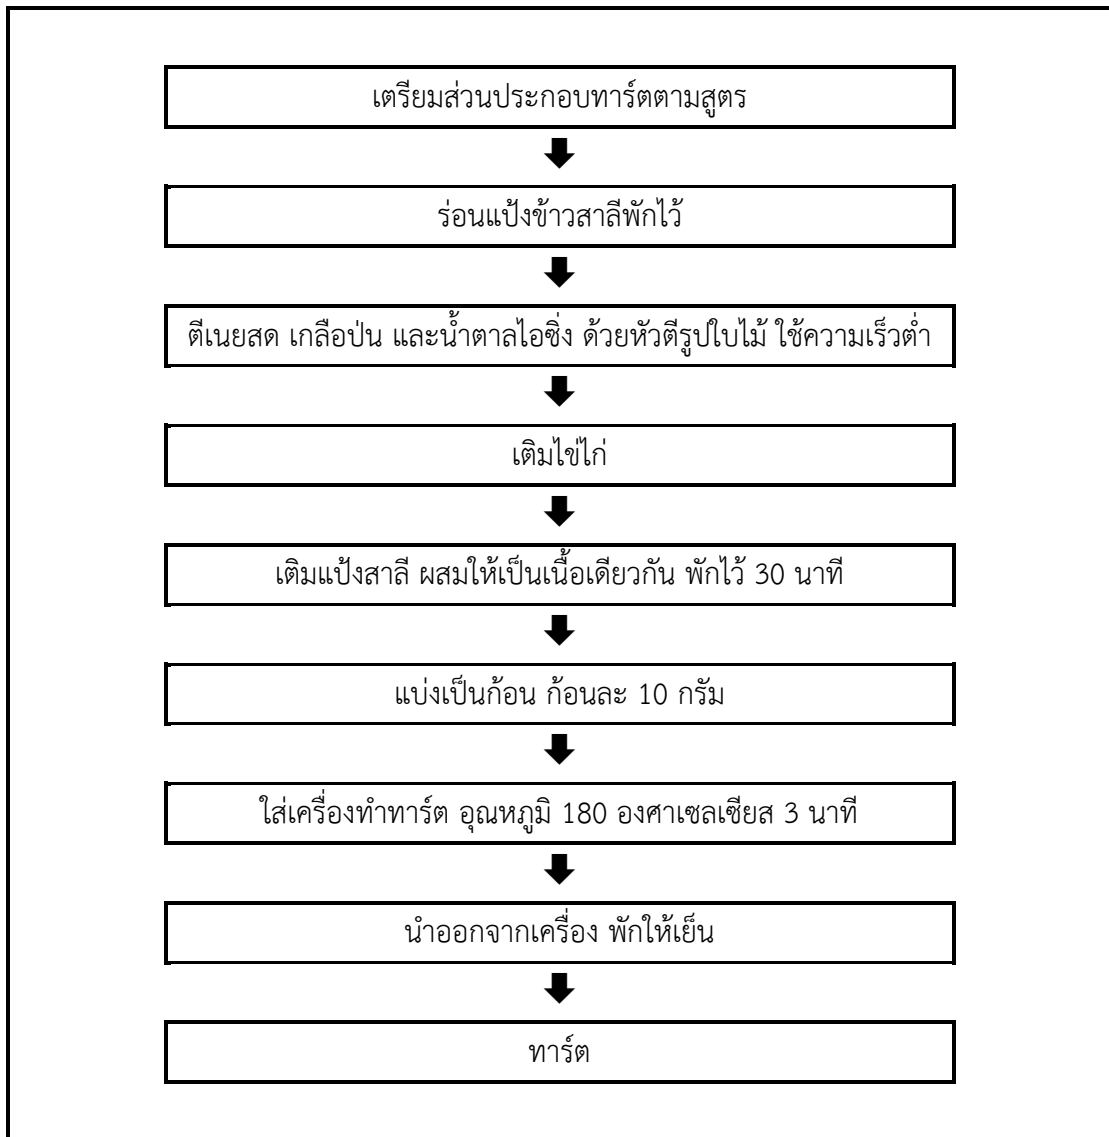 เตรียมส่วนประกอบทาร์ตตามสูตร
ร่อนแป้งข้าวสาลีพักไว้
ตีเนยสด เกลือป่น และน้ำตาลไอซิ่ง ด้วยหัวตีรูปใบไม้ ใช้ความเร็วต่ำ
เติมไข่ไก่
เติมแป้งสาลี ผสมให้เป็นเนื้อเดียวกัน พักไว้ 30 นาที
แบ่งเป็นก้อน ก้อนละ 10 กรัม
ใส่เครื่องทำทาร์ต อุณหภูมิ 180 องศาเซลเซียส 3 นาที
นำออกจากเครื่อง พักให้เย็น
ทาร์ต